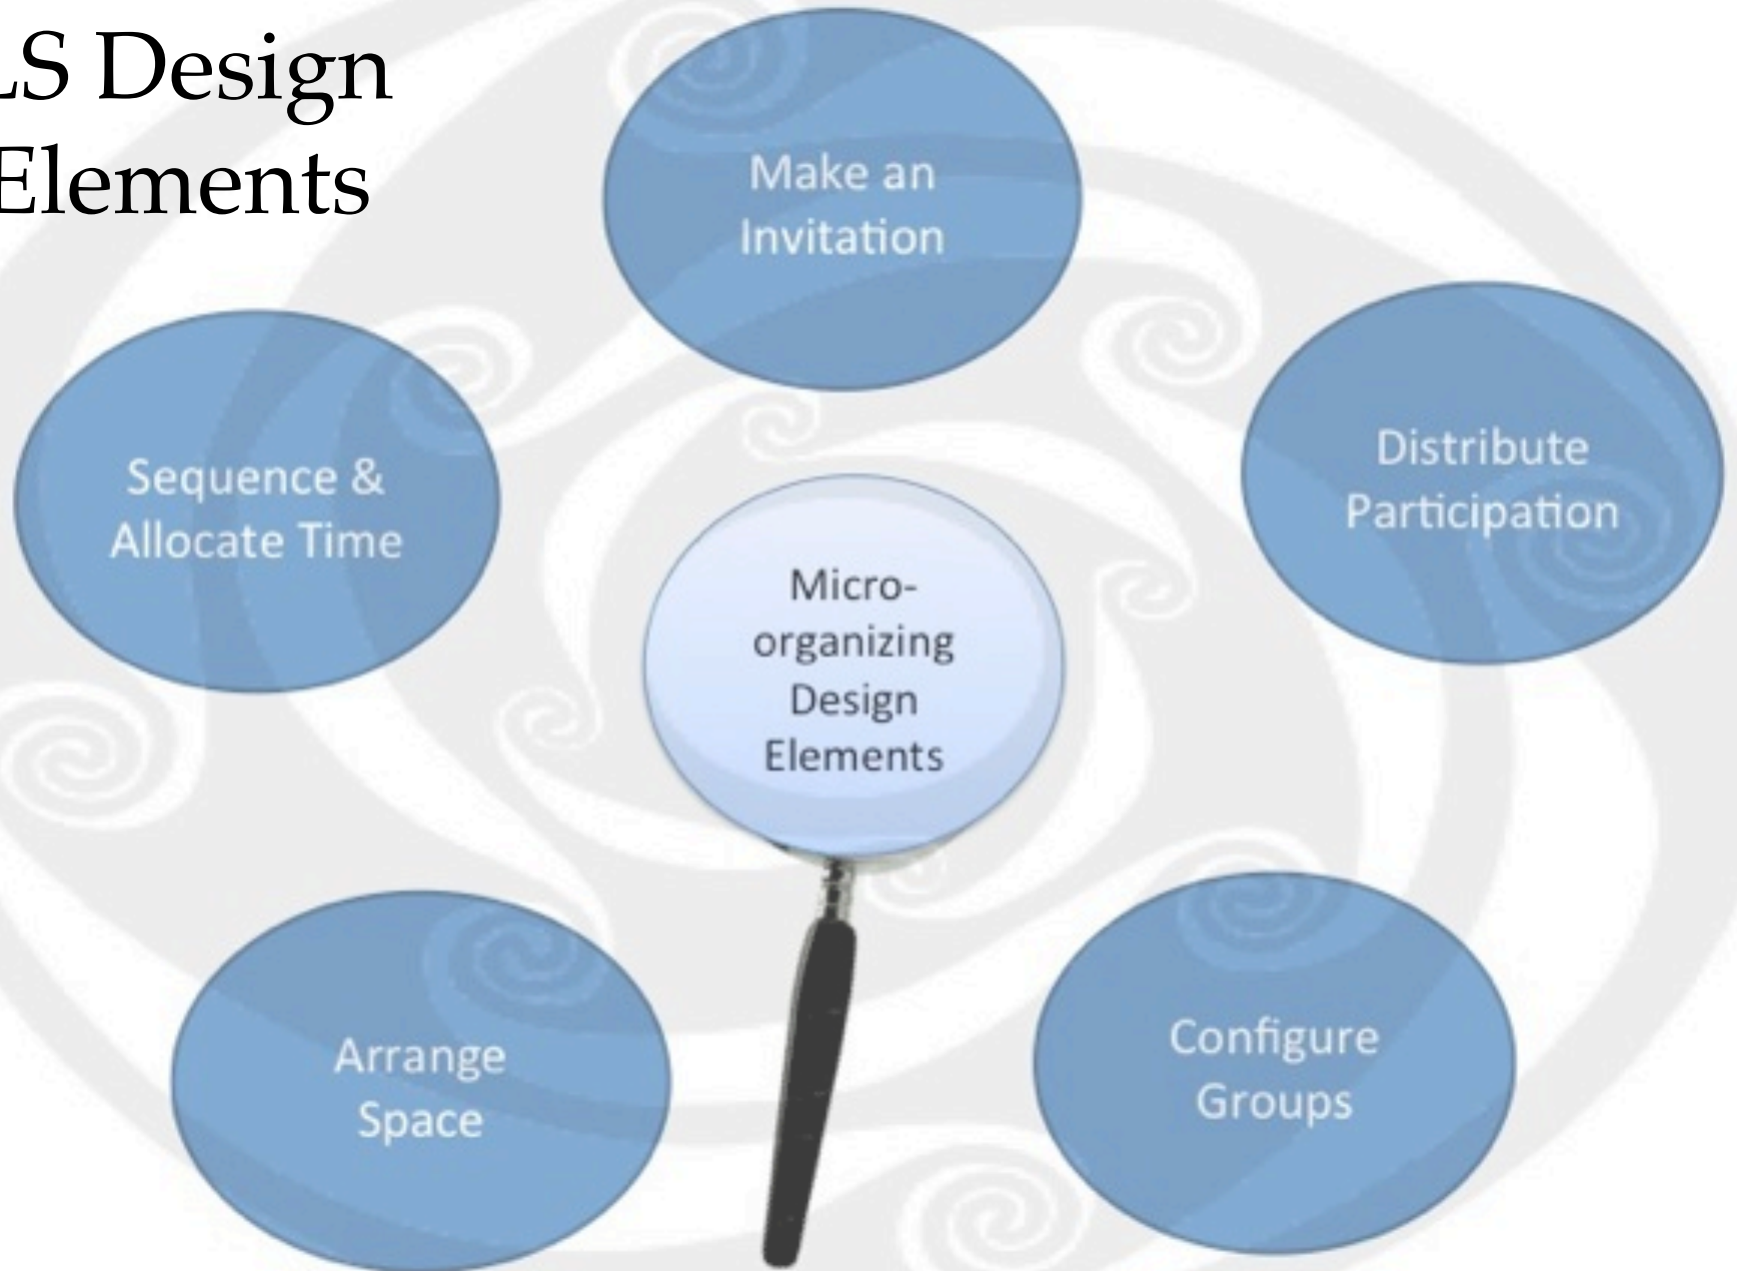 LS Design
Elements
Make an
Invitation
Distribute
Participation
Sequence &
Allocate Time
Micro-
organizing
Design
Elements
Arrange
Space
Configure
Groups